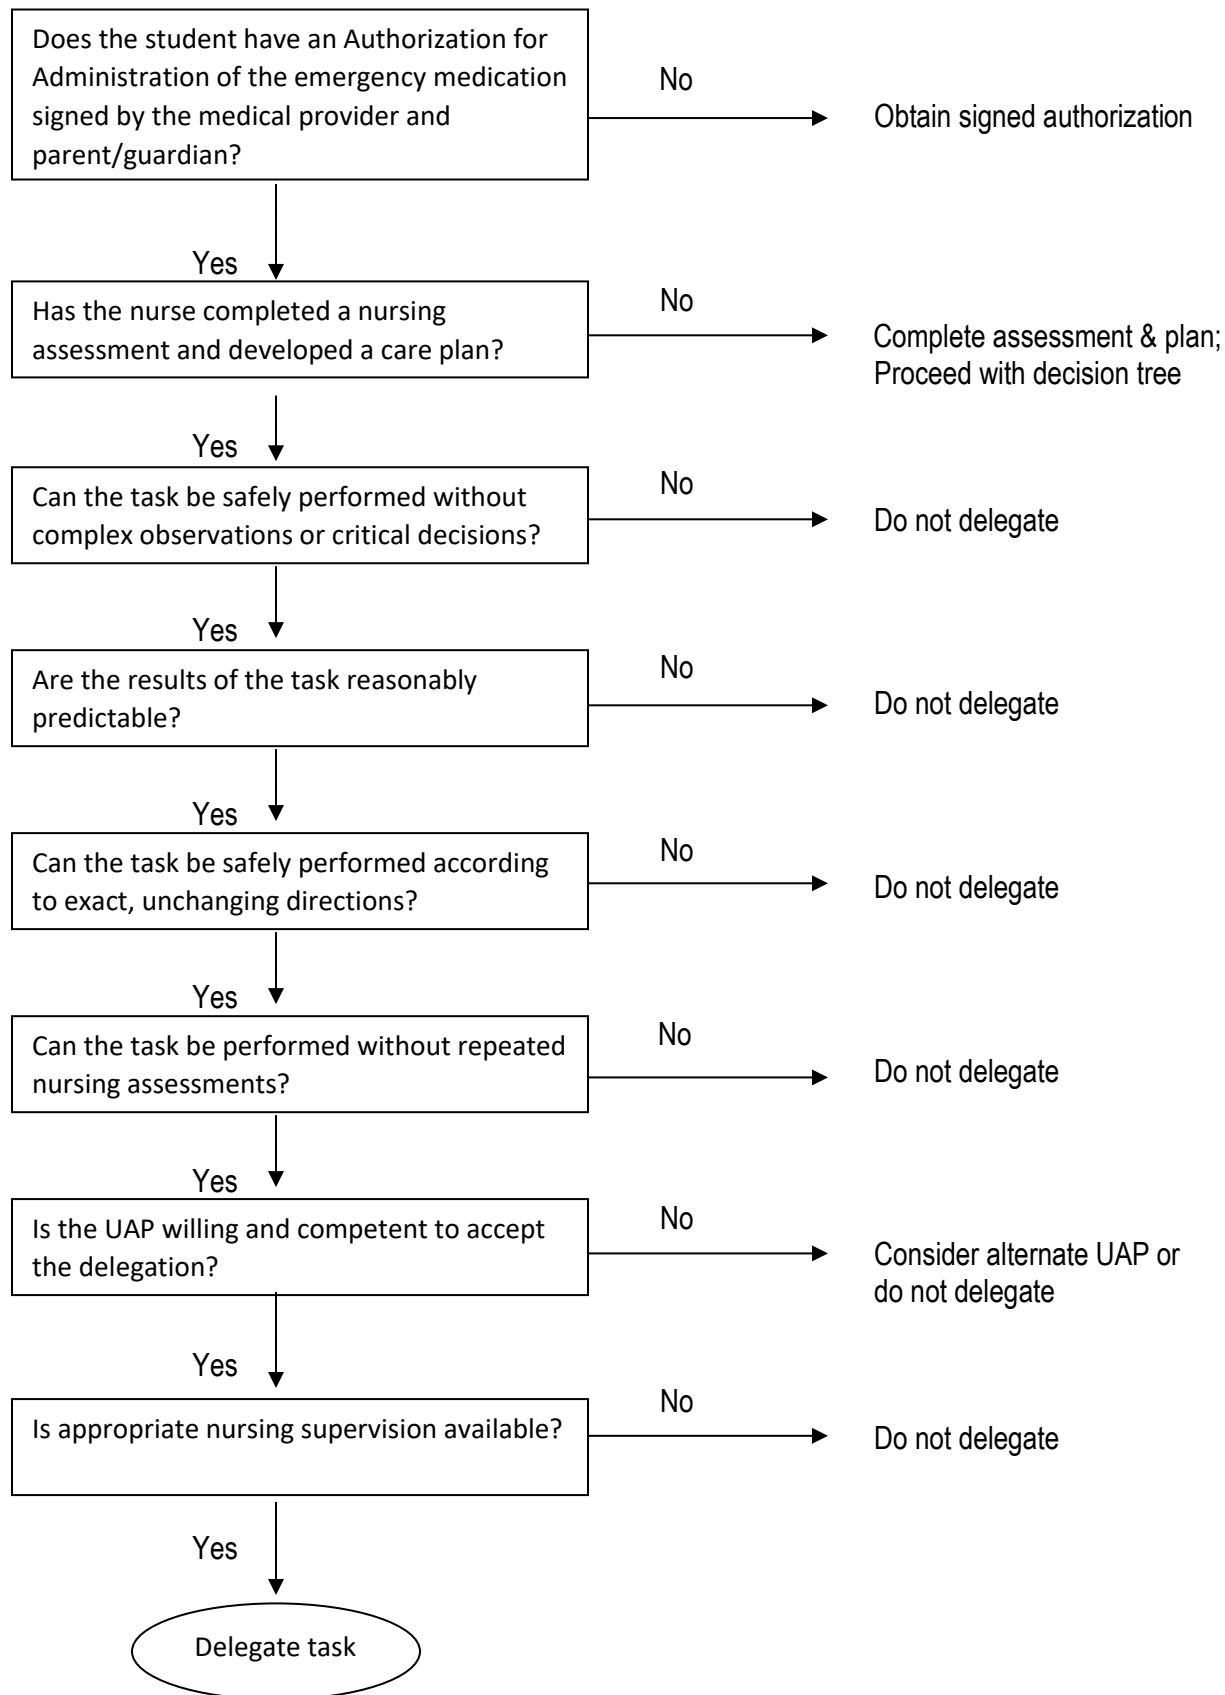 Does the student have an Authorization for
Administration of the emergency medication
signed by the medical provider and
parent/guardian?
No
Obtain signed authorization
Yes
Has the nurse completed a nursing
assessment and developed a care plan?
No
Complete assessment & plan;
Proceed with decision tree
Yes
Can the task be safely performed without
complex observations or critical decisions?
No
Do not delegate
Yes
Are the results of the task reasonably
predictable?
No
Do not delegate
Yes
Can the task be safely performed according
to exact, unchanging directions?
No
Do not delegate
Yes
Can the task be performed without repeated
nursing assessments?
No
Do not delegate
Yes
Is the UAP willing and competent to accept
the delegation?
No
Consider alternate UAP or
do not delegate
Yes
Is appropriate nursing supervision available?
No
Do not delegate
Yes
Delegate task